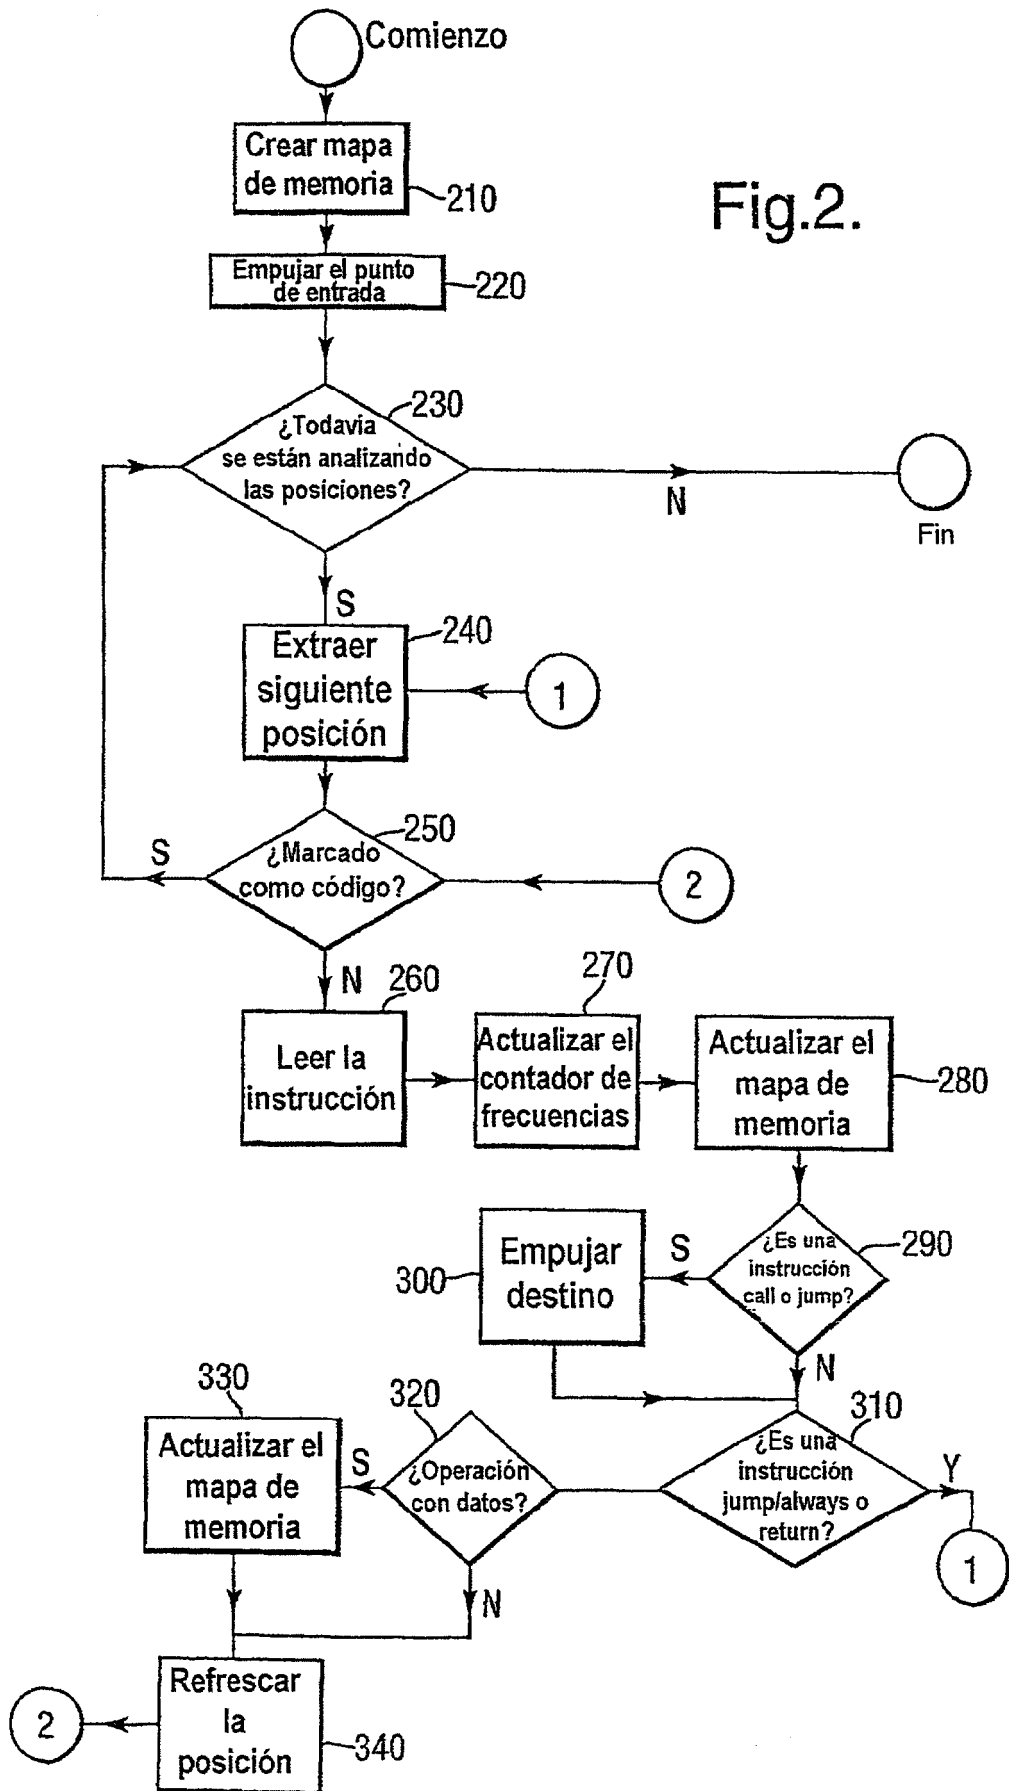 Comienzo
Crear mapa
de memoria
210
Fig.2.
Empujar el punto
de entrada
220
230
¿Todavia
se están analizando
las posiciones?
N
Fin
S
240
Extraer
siguiente
posición
1
250
¿Marcado
como código?
S
2
N
260
Leer la
instrucción
270
Actualizar el
contador de
frecuencias
Actualizar el
mapa de
memoria
280
¿Es una
instrucción
call o jump?
290
S
Empujar
destino
300
N
310
¿Es una
instrucción
jump/always o
return?
Y
1
320
¿Operación
con datos?
S
N
330
Actualizar el
mapa de
memoria
Refrescar
la
posición
340
2